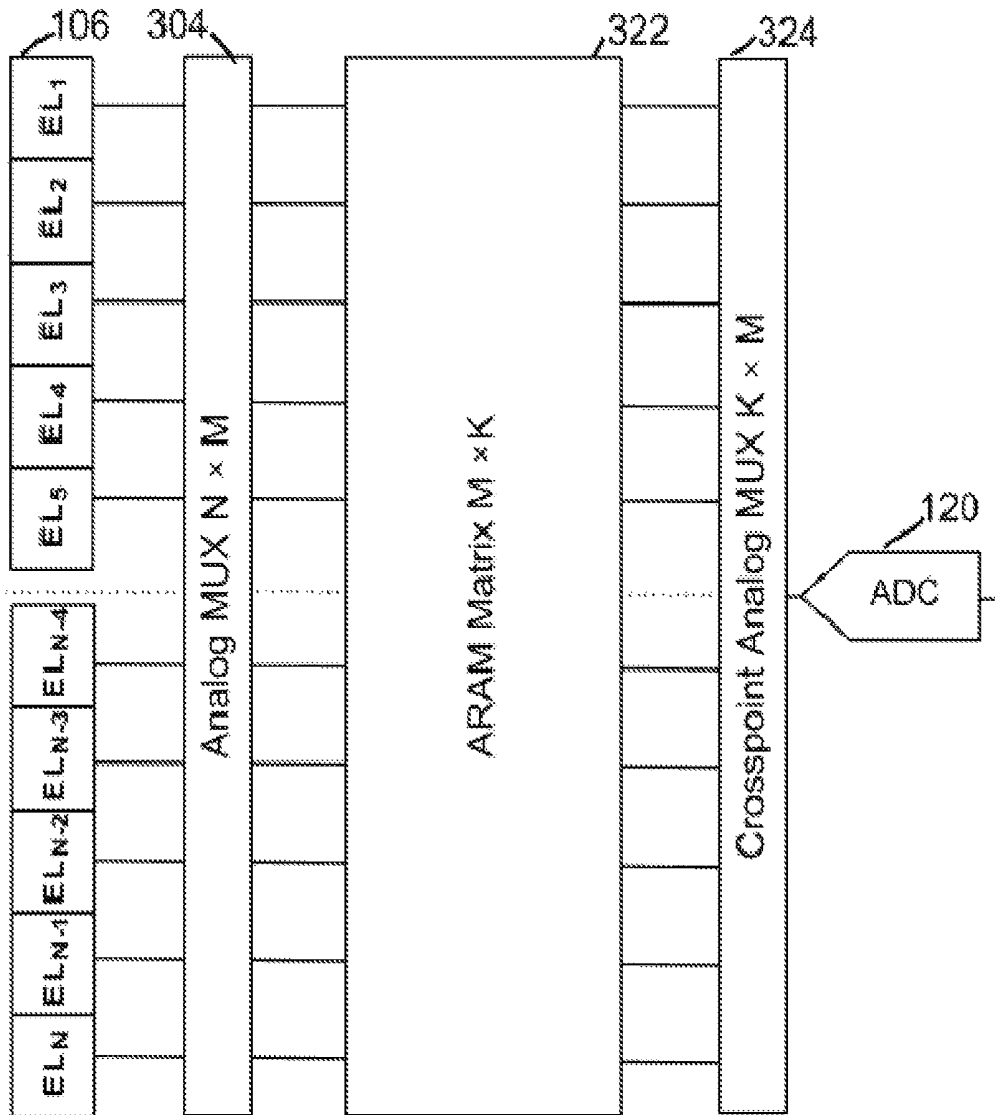 106
304
322
324
EL1
EL2
EL3
EL4
EL5
ELN-4
ELN-3
ELN-2
ELN-1
ELN
Analog MUX N × M
ARAM Matrix M × K
Crosspoint Analog MUX K × M
120
ADC